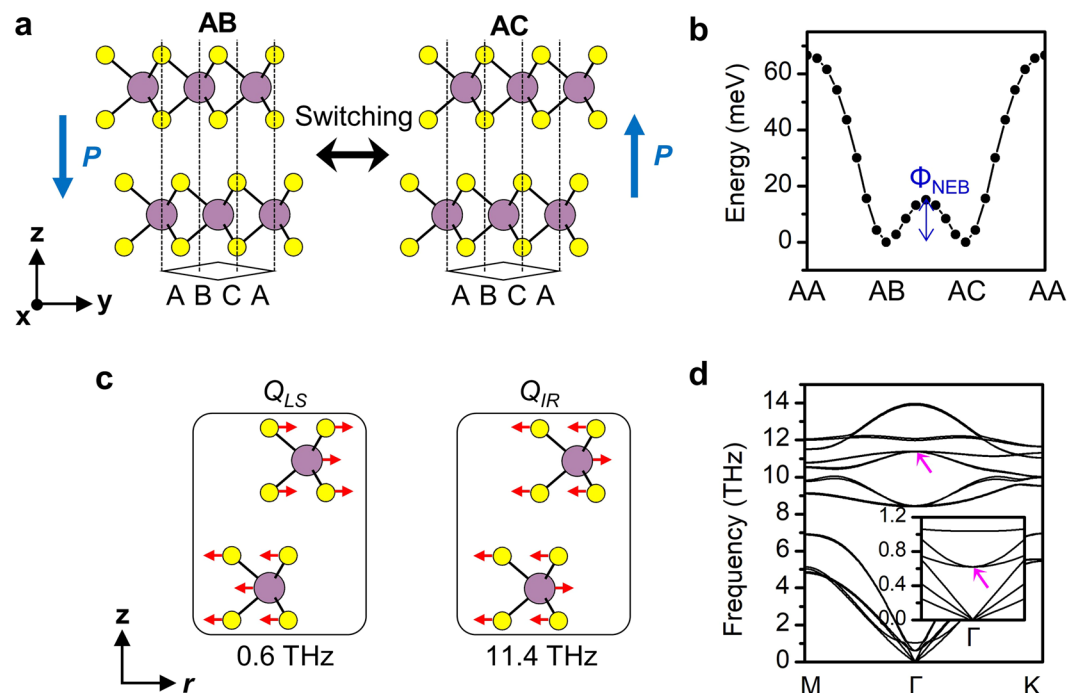 a
AB
AC
Switching
P
P
z
x
y
A B C A
A B C A
b
Energy (meV)
60
40
20
0
Φ_NEB
AA AB AC AA
c
Q_LS
Q_IR
z
r
0.6 THz
11.4 THz
d
Frequency (THz)
14
12
10
8
6
4
2
0
1.2
0.8
0.4
0.0
Γ
M Γ K